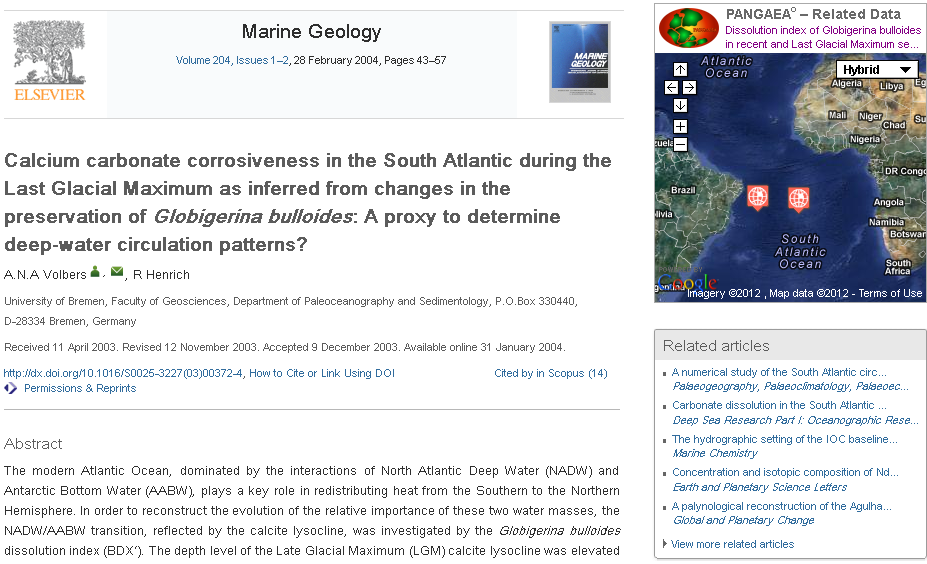 ELSEVIER
Marine Geology
Volume 204, Issues 1–2, 28 February 2004, Pages 43–57
MARINE
GEOLOGY
Calcium carbonate corrosiveness in the South Atlantic during the
Last Glacial Maximum as inferred from changes in the
preservation of Globigerina bulloides: A proxy to determine
deep-water circulation patterns?
A.N.A Volbers , , R Henrich
University of Bremen, Faculty of Geosciences, Department of Paleoceanography and Sedimentology, P.O.Box 330440,
D-28334 Bremen, Germany
Received 11 April 2003. Revised 12 November 2003. Accepted 9 December 2003. Available online 31 January 2004.
http://dx.doi.org/10.1016/S0025-3227(03)00372-4, How to Cite or Link Using DOI
Cited by in Scopus (14)
Permissions & Reprints
Abstract
The modern Atlantic Ocean, dominated by the interactions of North Atlantic Deep Water (NADW) and
Antarctic Bottom Water (AABW), plays a key role in redistributing heat from the Southern to the Northern
Hemisphere. In order to reconstruct the evolution of the relative importance of these two water masses, the
NADW/AABW transition, reflected by the calcite lysocline, was investigated by the Globigerina bulloides
dissolution index (BDX′). The depth level of the Late Glacial Maximum (LGM) calcite lysocline was elevated
PANGAEA° – Related Data
Dissolution index of Globigerina bulloides
in recent and Last Glacial Maximum se...
Atlantic
Ocean
Hybrid
Algeria
Libya
Eg
Mali
Niger
Chad
Su
Nigeria
zuela
DR Congo
Brazil
Angola
livia
Namibia
Botswan
South
Atlantic
Ocean
South
Africa
POWERED BY
Google
gentina
Imagery ©2012 , Map data ©2012 - Terms of Use
Related articles
A numerical study of the South Atlantic circ...
Palaeogeography, Palaeoclimatology, Palaeoec...
Carbonate dissolution in the South Atlantic ...
Deep Sea Research Part I: Oceanographic Rese...
The hydrographic setting of the IOC baseline...
Marine Chemistry
Concentration and isotopic composition of Nd...
Earth and Planetary Science Letters
A palynological reconstruction of the Agulha...
Global and Planetary Change
View more related articles